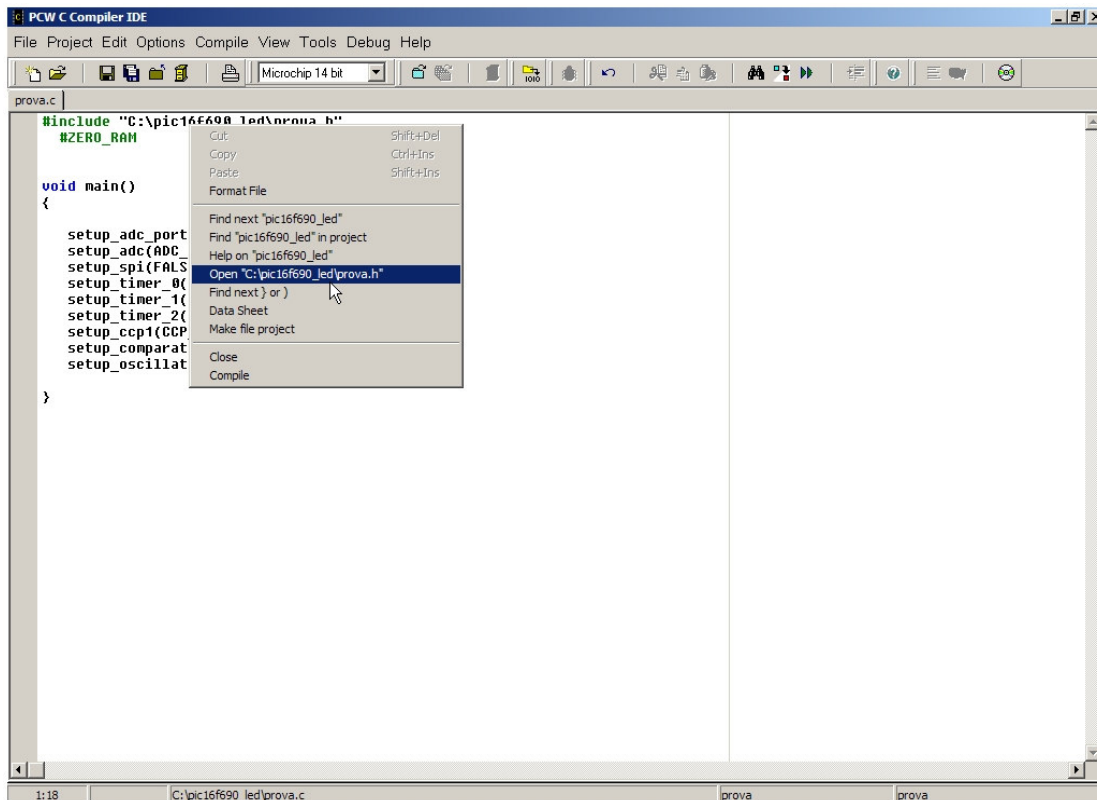 PCW C Compiler IDE
File Project Edit Options Compile View Tools Debug Help
Microchip 14 bit
prova.c
#include "C:\pic16f690_led\prova.h"
#ZERO_RAM
void main()
{
setup_adc_port
setup_adc(ADC_
setup_spi(FALS
setup_timer_0(
setup_timer_1(
setup_timer_2(
setup_ccp1(CCP_
setup_comparat
setup_oscillat
}
Cut Shift+Del
Copy Ctrl+Ins
Paste Shift+Ins
Format File
Find next "pic16f690_led"
Find "pic16f690_led" in project
Help on "pic16f690_led"
Open "C:\pic16f690_led\prova.h"
Find next } or )
Data Sheet
Make file project
Close
Compile
1:18 C:\pic16f690_led\prova.c prova prova